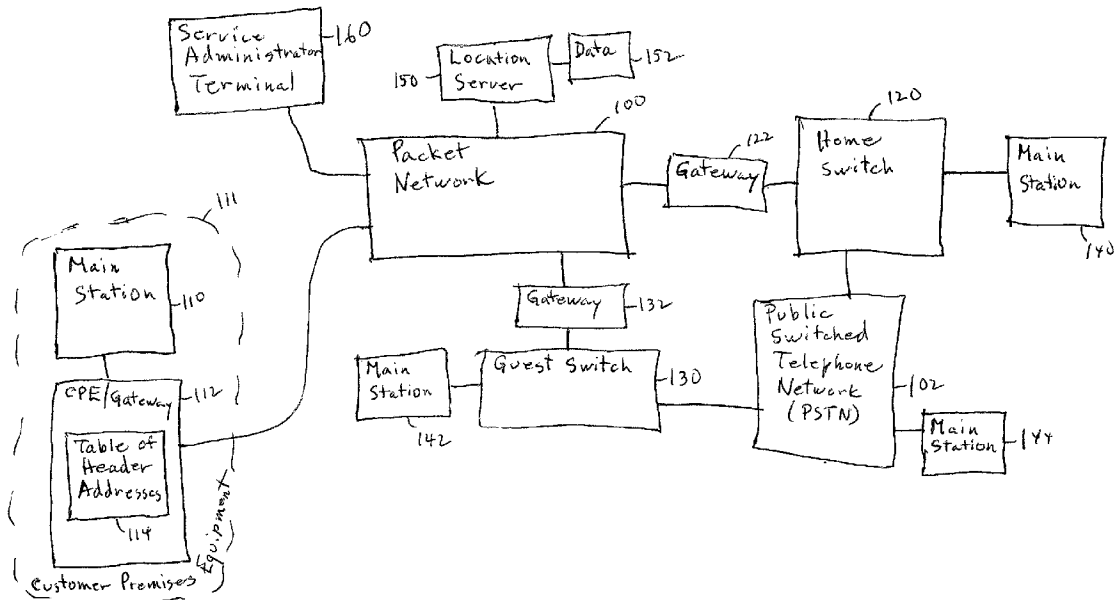 Service
Administrator
Terminal
160
Location
Server
150
Data
152
100
Packet
Network
122
Gateway
120
Home
Switch
Main
Station
140
111
Main
Station
110
CPE/Gateway
112
Table of
Header
Addresses
114
Customer Premises
Equipment
Gateway
132
Guest Switch
130
Main
Station
142
Public
Switched
Telephone
Network
(PSTN)
102
Main
Station
144